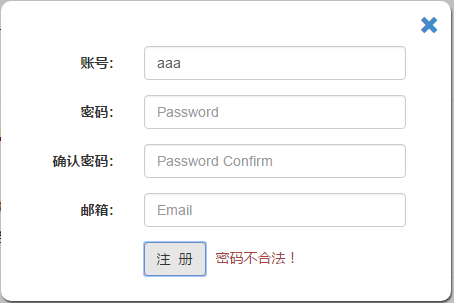 账号: aaa
密码: Password
确认密码: Password Confirm
邮箱: Email
注 册 密码不合法！